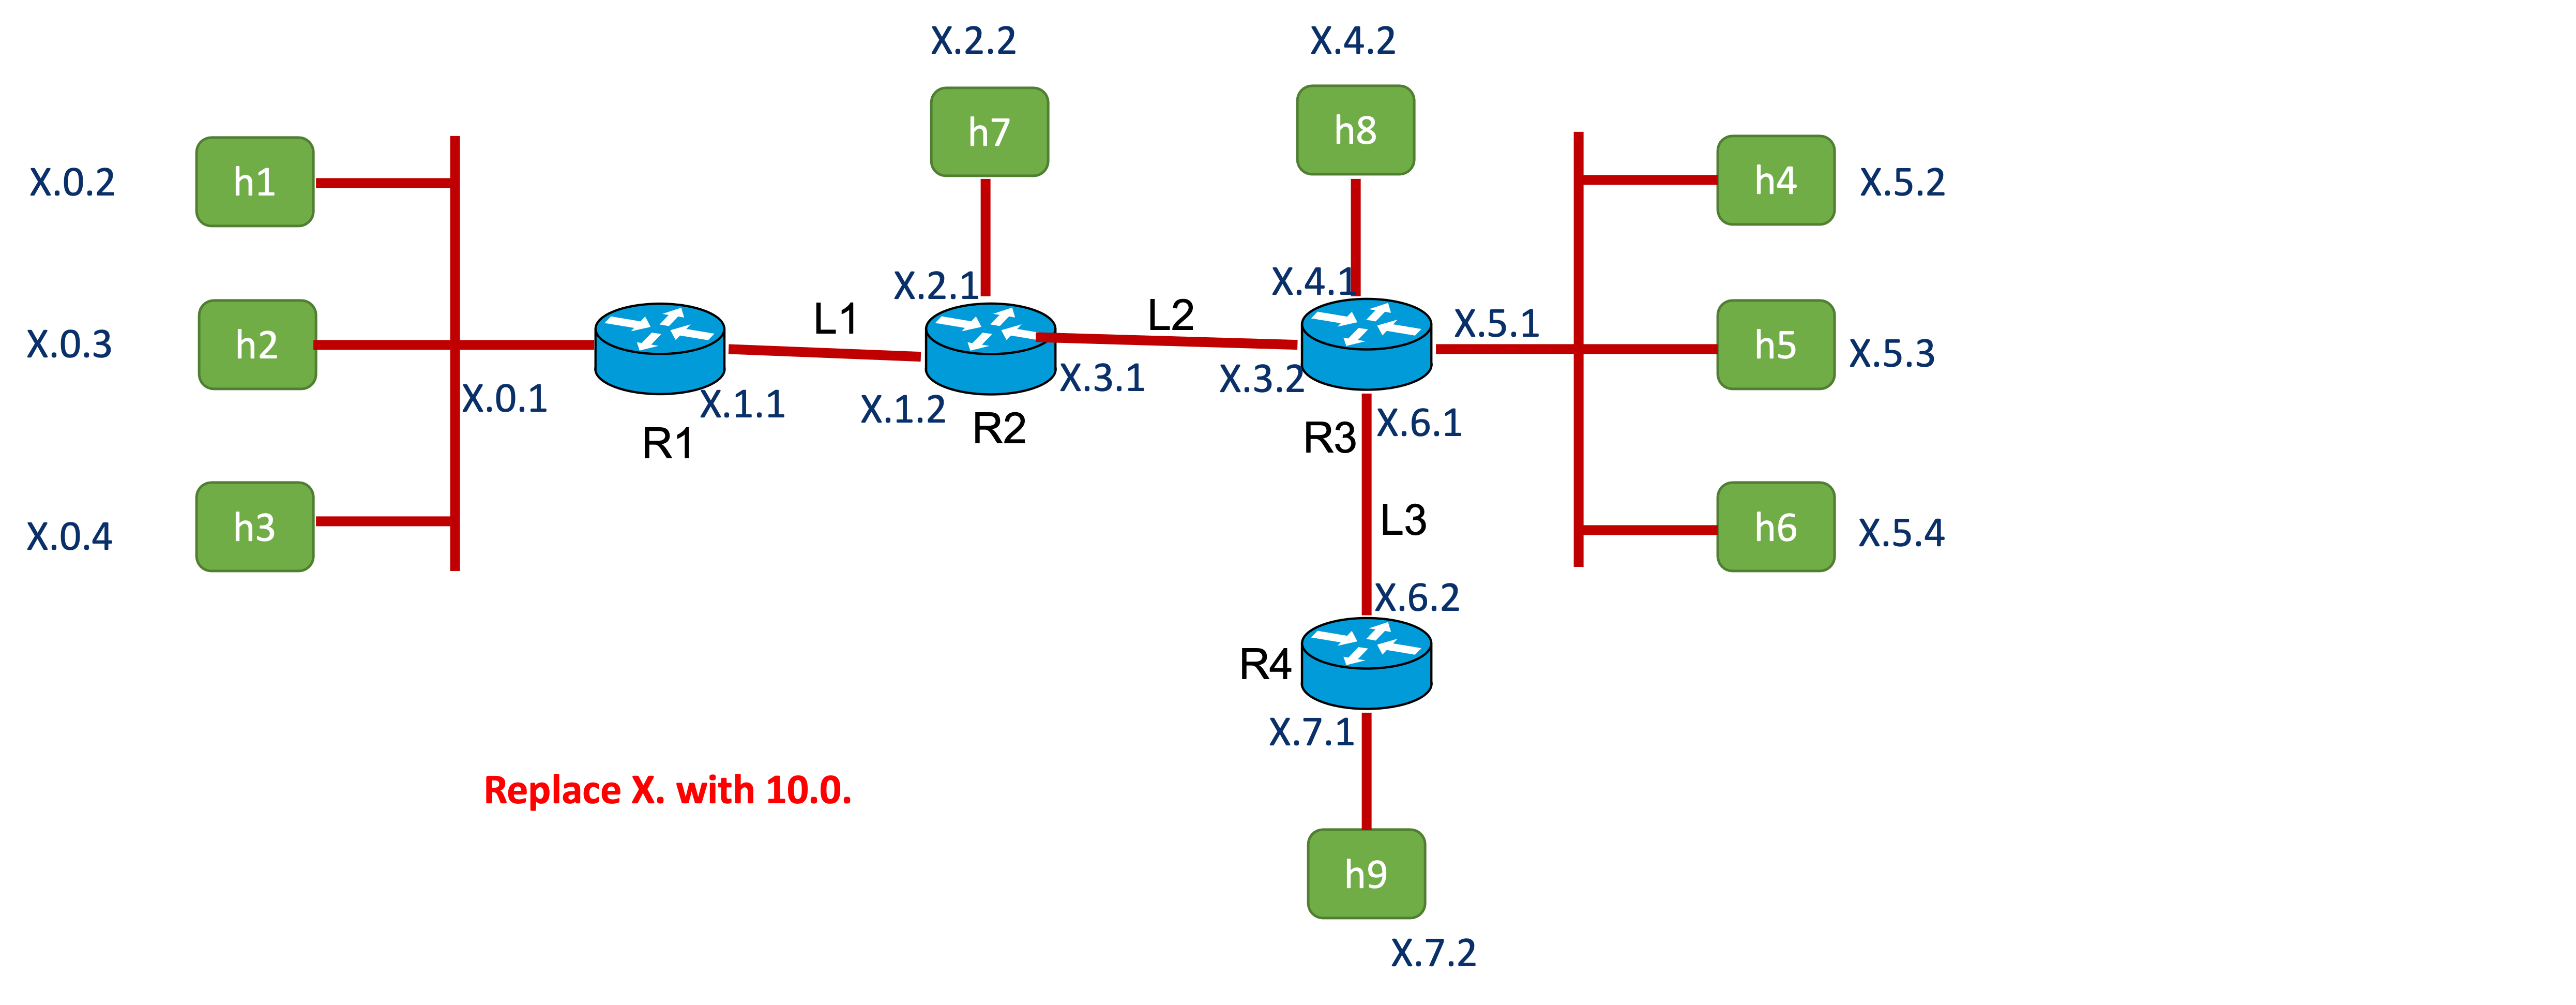 X.2.2
X.4.2
h7
h8
X.0.2
h1
h4
X.5.2
X.2.1
X.4.1
L1
L2
X.5.1
X.0.3
h2
h5
X.5.3
X.0.1
X.1.1
X.1.2
X.3.1
X.3.2
R1
R2
R3
X.6.1
X.0.4
h3
L3
h6
X.5.4
X.6.2
R4
X.7.1
Replace X. with 10.0.
h9
X.7.2